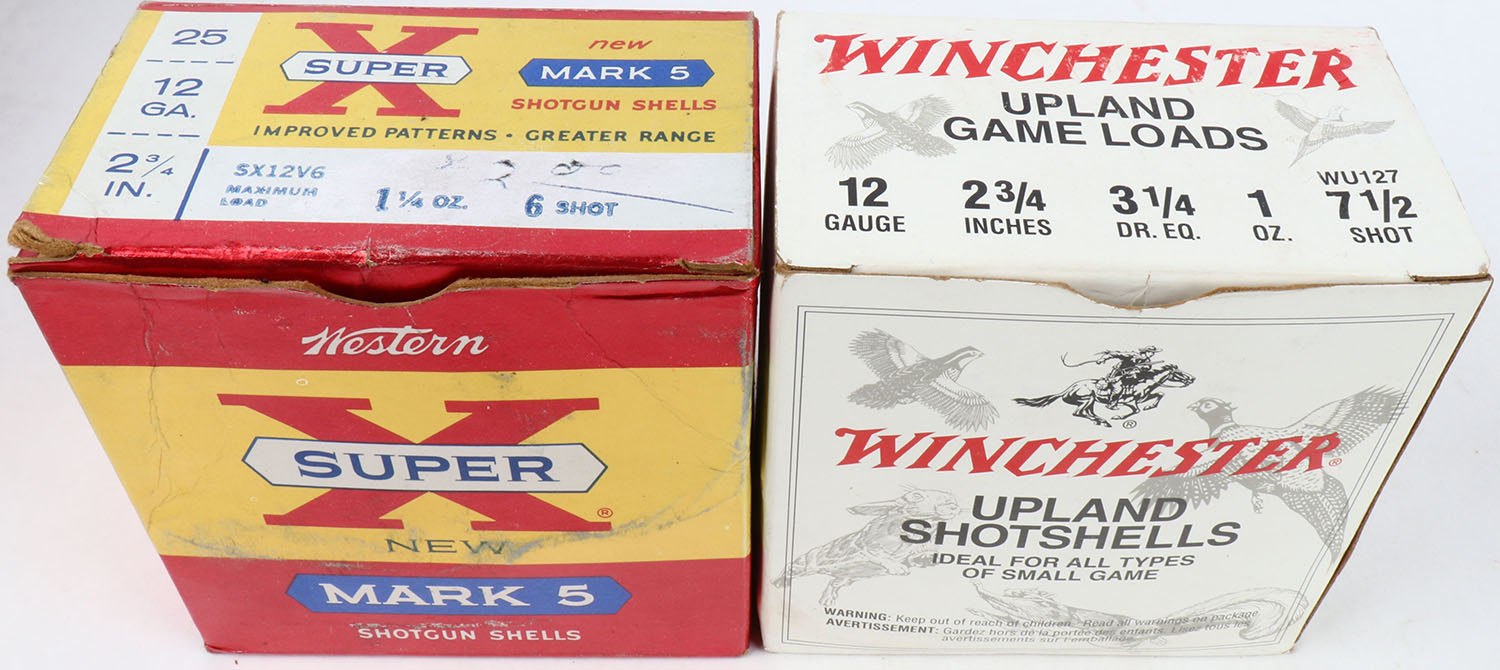 25
12
GA.
2 3/4
IN.
X
SUPER
new
MARK 5
SHOTGUN SHELLS
IMPROVED PATTERNS • GREATER RANGE
SX12V6
MAXIMUM
LOAD
1 1/4 OZ.
6 SHOT
Western
X
SUPER
®
NEW
MARK 5
SHOTGUN SHELLS
WINCHESTER
UPLAND
GAME LOADS
12
GAUGE
2 3/4
INCHES
3 1/4
DR. EQ.
1
OZ.
WU127
7 1/2
SHOT
®
WINCHESTER®
UPLAND
SHOTSHELLS
IDEAL FOR ALL TYPES
OF SMALL GAME
WARNING: Keep out of reach of children. Read all warnings on package.
AVERTISSEMENT: Gardez hors de la portée des enfants. Lisez tous les
avertissements sur l'emballage.